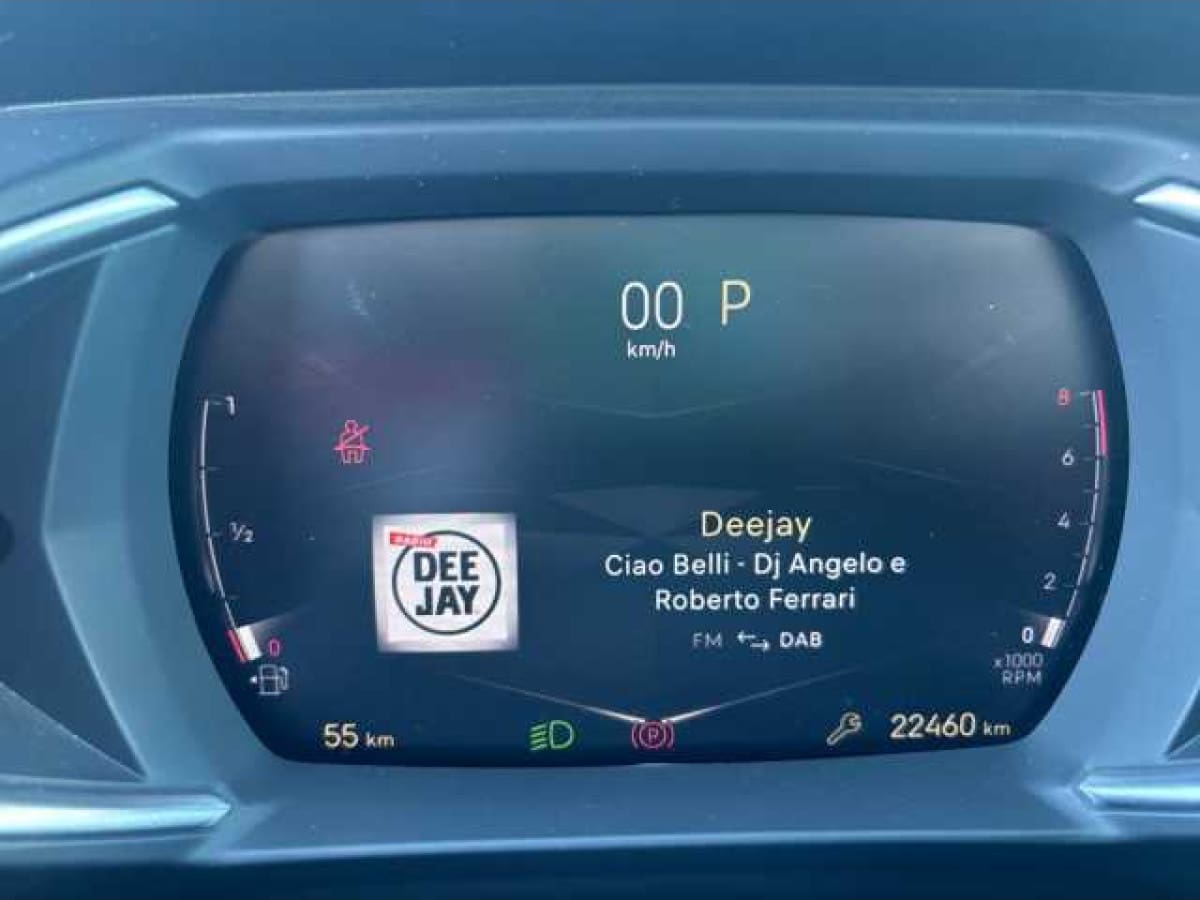 00 P
km/h
1
8
6
1/2
4
2
0
0
x1000
RPM
RADIO
DEE
JAY
Deejay
Ciao Belli - Dj Angelo e
Roberto Ferrari
FM DAB
55 km
P
22460 km